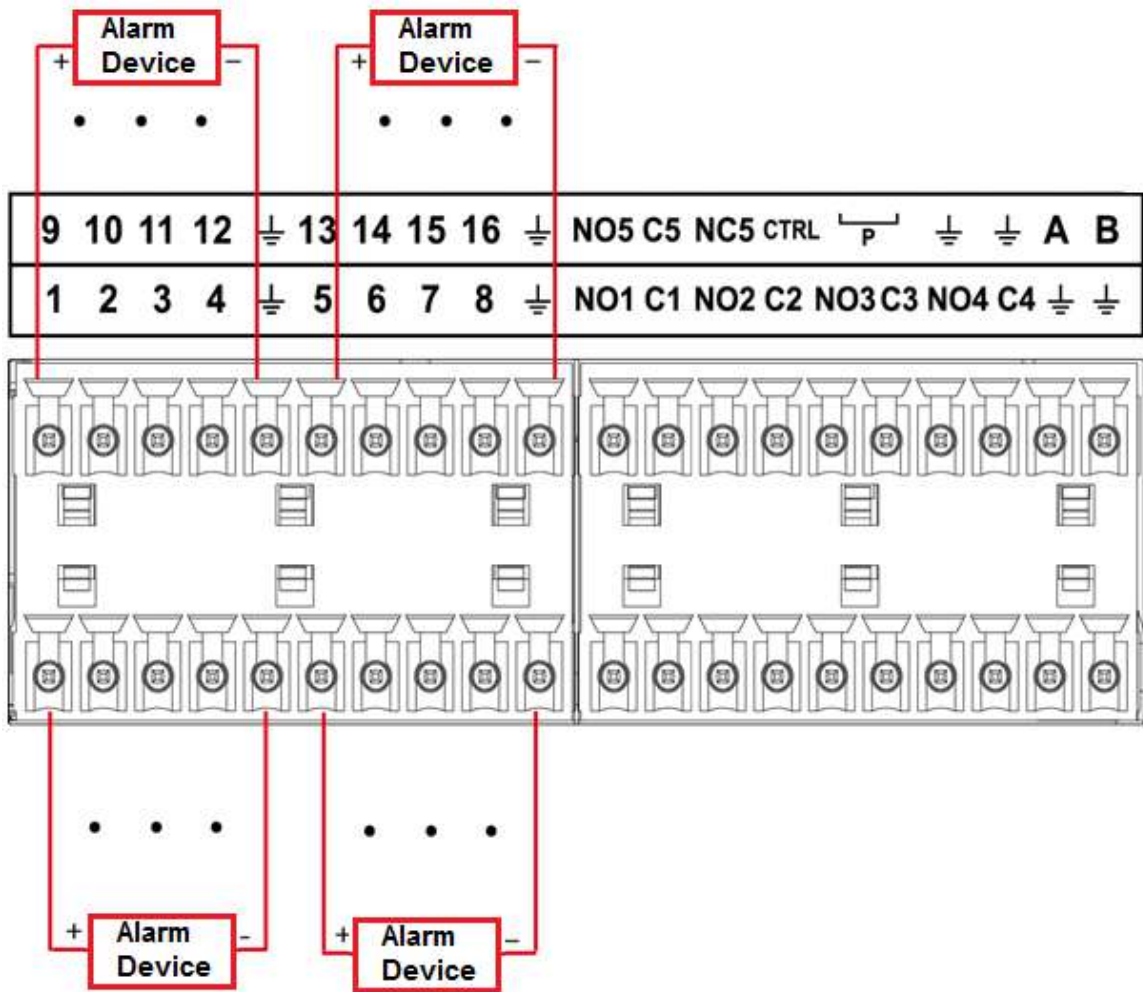 Alarm Device
+ −
Alarm Device
+ −
9 10 11 12 ⏚ 13 14 15 16 ⏚ NO5 C5 NC5 CTRL P ⏚ ⏚ A B
1 2 3 4 ⏚ 5 6 7 8 ⏚ NO1 C1 NO2 C2 NO3 C3 NO4 C4 ⏚ ⏚
+ -
Alarm Device
+ −
Alarm Device